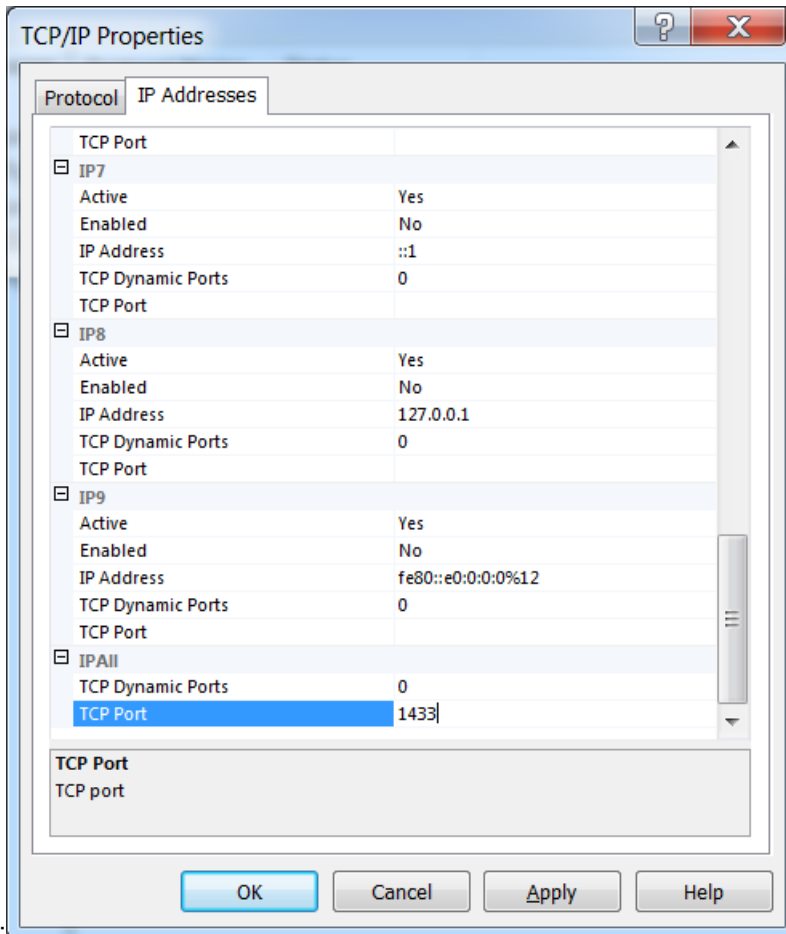 TCP/IP Properties
Protocol IP Addresses
TCP Port
IP7
Active Yes
Enabled No
IP Address ::1
TCP Dynamic Ports 0
TCP Port
IP8
Active Yes
Enabled No
IP Address 127.0.0.1
TCP Dynamic Ports 0
TCP Port
IP9
Active Yes
Enabled No
IP Address fe80::e0:0:0:0%12
TCP Dynamic Ports 0
TCP Port
IPAll
TCP Dynamic Ports 0
TCP Port 1433
TCP Port
TCP port
OK Cancel Apply Help
.